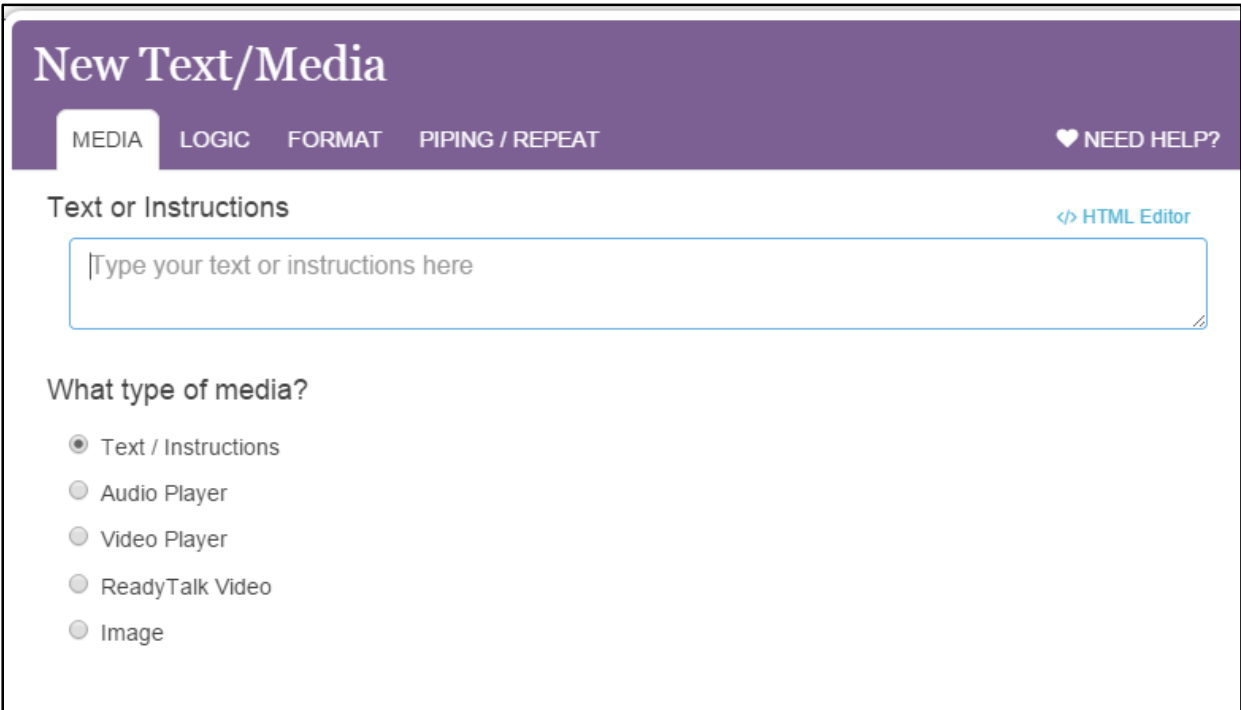 New Text/Media
MEDIA LOGIC FORMAT PIPING / REPEAT NEED HELP?
Text or Instructions
</> HTML Editor
Type your text or instructions here
What type of media?
Text / Instructions
Audio Player
Video Player
ReadyTalk Video
Image